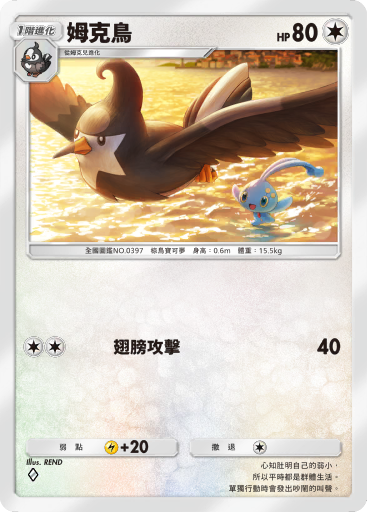 1階進化 姆克鳥 HP 80
從姆克兒進化
全國圖鑑NO.0397 椋鳥寶可夢 身高：0.6m 體重：15.5kg
翅膀攻擊 40
弱點 +20 撤退
Illus. REND
心知肚明自己的弱小，
所以平時都是群體生活。
單獨行動時會發出吵鬧的叫聲。